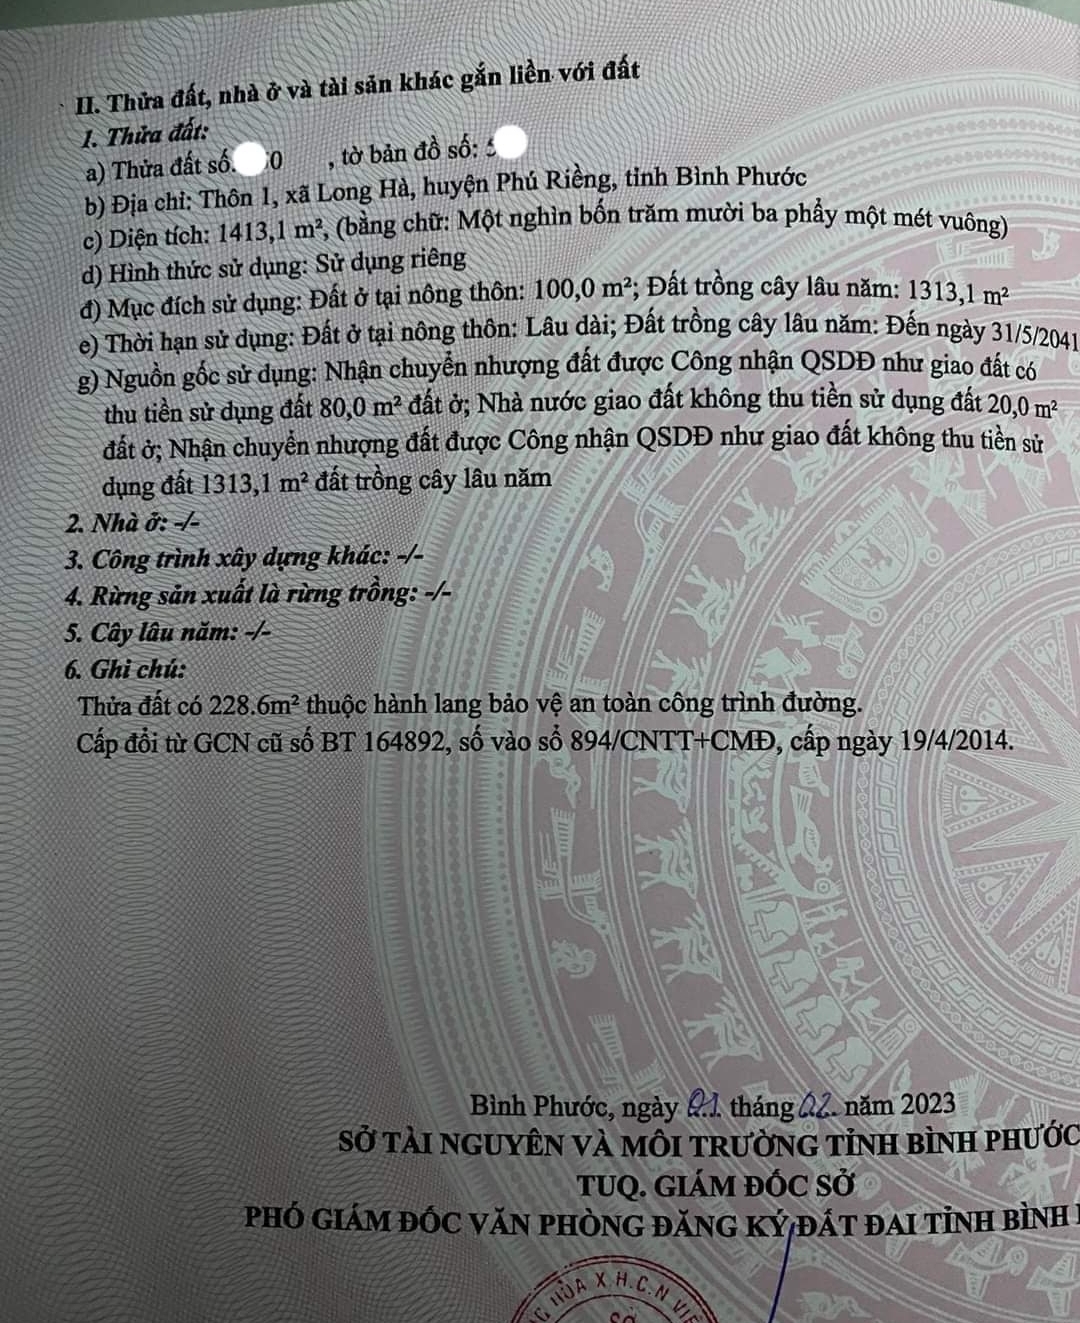 II. Thửa đất, nhà ở và tài sản khác gắn liền với đất
1. Thửa đất:
a) Thửa đất số: 0 , tờ bản đồ số:
b) Địa chỉ: Thôn 1, xã Long Hà, huyện Phú Riềng, tỉnh Bình Phước
c) Diện tích: 1413,1 m², (bằng chữ: Một nghìn bốn trăm mười ba phẩy một mét vuông)
d) Hình thức sử dụng: Sử dụng riêng
đ) Mục đích sử dụng: Đất ở tại nông thôn: 100,0 m²; Đất trồng cây lâu năm: 1313,1 m²
e) Thời hạn sử dụng: Đất ở tại nông thôn: Lâu dài; Đất trồng cây lâu năm: Đến ngày 31/5/2041
g) Nguồn gốc sử dụng: Nhận chuyển nhượng đất được Công nhận QSDĐ như giao đất có
thu tiền sử dụng đất 80,0 m² đất ở; Nhà nước giao đất không thu tiền sử dụng đất 20,0 m²
đất ở; Nhận chuyển nhượng đất được Công nhận QSDĐ như giao đất không thu tiền sử
dụng đất 1313,1 m² đất trồng cây lâu năm
2. Nhà ở: -/-
3. Công trình xây dựng khác: -/-
4. Rừng sản xuất là rừng trồng: -/-
5. Cây lâu năm: -/-
6. Ghi chú:
Thửa đất có 228.6m² thuộc hành lang bảo vệ an toàn công trình đường.
Cấp đổi từ GCN cũ số BT 164892, số vào sổ 894/CNTT+CMĐ, cấp ngày 19/4/2014.
Bình Phước, ngày 21 tháng 02 năm 2023
SỞ TÀI NGUYÊN VÀ MÔI TRƯỜNG TỈNH BÌNH PHƯỚC
TUQ. GIÁM ĐỐC SỞ
PHÓ GIÁM ĐỐC VĂN PHÒNG ĐĂNG KÝ ĐẤT ĐAI TỈNH BÌNH
HÒA X.H.C.N VIỆ
SỞ